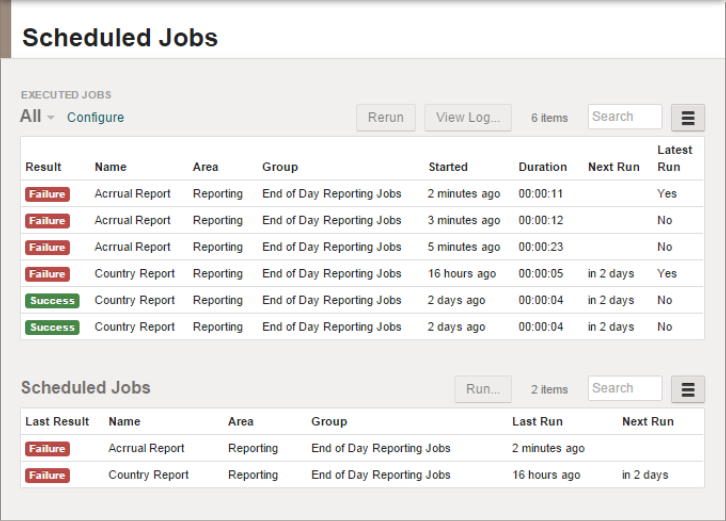 Scheduled Jobs
EXECUTED JOBS
All Configure Rerun View Log... 6 items Search
Result Name Area Group Started Duration Next Run Latest Run
Failure Acrrual Report Reporting End of Day Reporting Jobs 2 minutes ago 00:00:11 Yes
Failure Acrrual Report Reporting End of Day Reporting Jobs 3 minutes ago 00:00:12 No
Failure Acrrual Report Reporting End of Day Reporting Jobs 5 minutes ago 00:00:23 No
Failure Country Report Reporting End of Day Reporting Jobs 16 hours ago 00:00:05 in 2 days Yes
Success Country Report Reporting End of Day Reporting Jobs 2 days ago 00:00:04 in 2 days No
Success Country Report Reporting End of Day Reporting Jobs 2 days ago 00:00:04 in 2 days No
Scheduled Jobs Run... 2 items Search
Last Result Name Area Group Last Run Next Run
Failure Acrrual Report Reporting End of Day Reporting Jobs 2 minutes ago
Failure Country Report Reporting End of Day Reporting Jobs 16 hours ago in 2 days